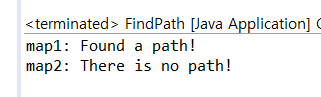 <terminated> FindPath [Java Application]
map1: Found a path!
map2: There is no path!